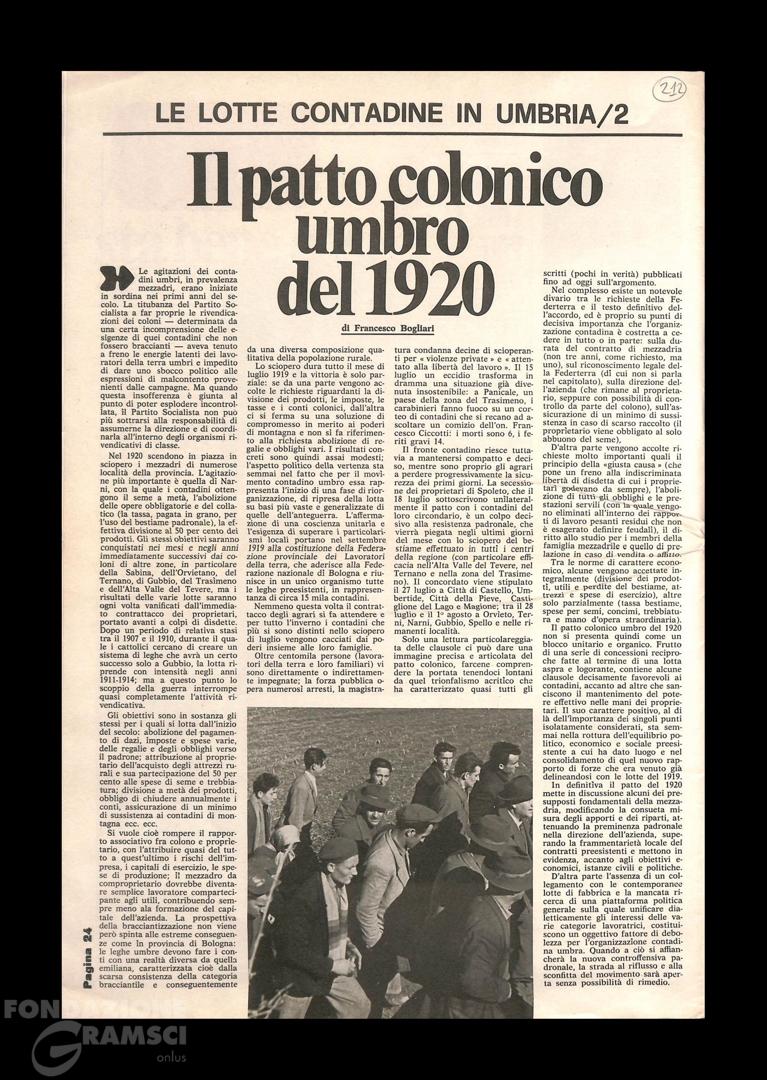 212
LE LOTTE CONTADINE IN UMBRIA/2
Il patto colonico
umbro
del 1920
di Francesco Bogliari
Le agitazioni dei conta-
dini umbri, in prevalenza
mezzadri, erano iniziate
in sordina nei primi anni del se-
colo. La titubanza del Partito So-
cialista a far proprie le rivendica-
zioni dei coloni — determinata da
una certa incomprensione delle e-
sigenze di quei contadini che non
fossero braccianti — aveva tenuto
a freno le energie latenti dei lavo-
ratori della terra umbri e impedito
di dare uno sbocco politico alle
espressioni di malcontento prove-
nienti dalle campagne. Ma quando
questa insofferenza è giunta al
punto di poter esplodere incontrol-
lata, il Partito Socialista non può
più sottrarsi alla responsabilità di
assumerne la direzione e di coordi-
narla all'interno degli organismi ri-
vendicativi di classe.
Nel 1920 scendono in piazza in
sciopero i mezzadri di numerose
località della provincia. L'agitazio-
ne più importante è quella di Nar-
ni, con la quale i contadini otten-
gono il seme a metà, l'abolizione
delle opere obbligatorie e del colla-
tico (la tassa, pagata in grano, per
l'uso del bestiame padronale), la ef-
fettiva divisione al 50 per cento dei
prodotti. Gli stessi obiettivi saranno
conquistati nei mesi e negli anni
immediatamente successivi dai co-
loni di altre zone, in particolare
della Sabina, dell'Orvietano, del
Ternano, di Gubbio, del Trasimeno
e dell'Alta Valle del Tevere, ma i
risultati delle varie lotte saranno
ogni volta vanificati dall'immedia-
to contrattacco dei proprietari,
portato avanti a colpi di disdette.
Dopo un periodo di relativa stasi
tra il 1907 e il 1910, durante il qua-
le i cattolici cercano di creare un
sistema di leghe che avrà un certo
successo solo a Gubbio, la lotta ri-
prende con intensità negli anni
1911-1914; ma a questo punto lo
scoppio della guerra interrompe
quasi completamente l'attività ri-
vendicativa.
Gli obiettivi sono in sostanza gli
stessi per i quali si lotta dall'inizio
del secolo: abolizione del pagamen-
to di dazi, imposte e spese varie,
delle regalie e degli obblighi verso
il padrone; attribuzione al proprie-
tario dell'acquisto degli attrezzi ru-
rali e sua partecipazione del 50 per
cento alle spese di seme e trebbia-
tura; divisione a metà dei prodotti,
obbligo di chiudere annualmente i
conti, assicurazione di un minimo
di sussistenza ai contadini di mon-
tagna ecc. ecc.
Si vuole cioè rompere il rappor-
to associativo fra colono e proprie-
tario, con l'attribuire quasi del tut-
to a quest'ultimo i rischi dell'im-
presa, i capitali di esercizio, le spe-
se di produzione; il mezzadro da
comproprietario dovrebbe diventa-
re semplice lavoratore comparteci-
pante agli utili, contribuendo sem-
pre meno alla formazione del capi-
tale dell'azienda. La prospettiva
della bracciantizzazione non viene
però spinta alle estreme conseguen-
ze come in provincia di Bologna:
le leghe umbre devono fare i con-
ti con una realtà diversa da quella
emiliana, caratterizzata cioè dalla
scarsa consistenza della categoria
bracciantile e conseguentemente
da una diversa composizione qua-
litativa della popolazione rurale.
Lo sciopero dura tutto il mese di
luglio 1919 e la vittoria è solo par-
ziale: se da una parte vengono ac-
colte le richieste riguardanti la di-
visione dei prodotti, le imposte, le
tasse e i conti colonici, dall'altra
ci si ferma su una soluzione di
compromesso in merito ai poderi
di montagna e non si fa riferimen-
to alla richiesta abolizione di re-
galie e obblighi vari. I risultati con-
creti sono quindi assai modesti;
l'aspetto politico della vertenza sta
semmai nel fatto che per il movi-
mento contadino umbro essa rap-
presenta l'inizio di una fase di rior-
ganizzazione, di ripresa della lotta
su basi più vaste e generalizzate di
quelle dell'anteguerra. L'afferma-
zione di una coscienza unitaria e
l'esigenza di superare i particolari-
smi locali portano nel settembre
1919 alla costituzione della Federa-
zione provinciale dei Lavoratori
della terra, che aderisce alla Fede-
razione nazionale di Bologna e riu-
nisce in un unico organismo tutte
le leghe preesistenti, in rappresen-
tanza di circa 15 mila contadini.
Nemmeno questa volta il contrat-
tacco degli agrari si fa attendere e
per tutto l'inverno i contadini che
più si sono distinti nello sciopero
di luglio vengono cacciati dai po-
deri insieme alle loro famiglie.
Oltre centomila persone (lavora-
tori della terra e loro familiari) vi
sono direttamente o indirettamen-
te impegnate; la forza pubblica o-
pera numerosi arresti, la magistra-
tura condanna decine di scioperan-
ti per « violenze private » e « atten-
tato alla libertà del lavoro ». Il 15
luglio un eccidio trasforma in
dramma una situazione già dive-
nuta insostenibile: a Panicale, un
paese della zona del Trasimeno, i
carabinieri fanno fuoco su un cor-
teo di contadini che si recano ad a-
scoltare un comizio dell'on. Fran-
cesco Ciccotti: i morti sono 6, i fe-
riti gravi 14.
Il fronte contadino riesce tutta-
via a mantenersi compatto e deci-
so, mentre sono proprio gli agrari
a perdere progressivamente la sicu-
rezza dei primi giorni. La secessio-
ne dei proprietari di Spoleto, che il
18 luglio sottoscrivono unilateral-
mente il patto con i contadini del
loro circondario, è un colpo deci-
sivo alla resistenza padronale, che
verrà piegata negli ultimi giorni
del mese con lo sciopero del be-
stiame effettuato in tutti i centri
della regione (con particolare effi-
cacia nell'Alta Valle del Tevere, nel
Ternano e nella zona del Trasime-
no). Il concordato viene stipulato
il 27 luglio a Città di Castello, Um-
bertide, Città della Pieve, Casti-
glione del Lago e Magione; tra il 28
luglio e il 1º agosto a Orvieto, Ter-
ni, Narni, Gubbio, Spello e nelle ri-
manenti località.
Solo una lettura particolareggia-
ta delle clausole ci può dare una
immagine precisa e articolata del
patto colonico, farcene compren-
dere la portata tenendoci lontani
da quel trionfalismo acritico che
ha caratterizzato quasi tutti gli
scritti (pochi in verità) pubblicati
fino ad oggi sull'argomento.
Nel complesso esiste un notevole
divario tra le richieste della Fe-
derterra e il testo definitivo del-
l'accordo, ed è proprio su punti di
decisiva importanza che l'organiz-
zazione contadina è costretta a ce-
dere in tutto o in parte: sulla du-
rata del contratto di mezzadria
(non tre anni, come richiesto, ma
uno), sul riconoscimento legale del-
la Federterra (di cui non si parla
nel capitolato), sulla direzione del-
l'azienda (che rimane al proprieta-
rio, seppure con possibilità di con-
trollo da parte del colono), sull'as-
sicurazione di un minimo di sussi-
stenza in caso di scarso raccolto (il
proprietario viene obbligato al solo
abbuono del seme),
D'altra parte vengono accolte ri-
chieste molto importanti quali il
principio della «giusta causa» (che
pone un freno alla indiscriminata
libertà di disdetta di cui i proprie-
tari godevano da sempre), l'aboli-
zione di tutti gli obblighi e le pre-
stazioni servili (con la quale vengo-
no eliminati all'interno dei rappor-
ti di lavoro pesanti residui che non
è esagerato definire feudali), il di-
ritto allo studio per i membri della
famiglia mezzadrile e quello di pre-
lazione in caso di vendita o affitto.
Tra le norme di carattere econo-
mico, alcune vengono accettate in-
tegralmente (divisione dei prodot-
ti, utili e perdite del bestiame, at-
trezzi e spese di esercizio), altre
solo parzialmente (tassa bestiame,
spese per semi, concimi, trebbiatu-
ra e mano d'opera straordinaria).
Il patto colonico umbro del 1920
non si presenta quindi come un
blocco unitario e organico. Frutto
di una serie di concessioni recipro-
che fatte al termine di una lotta
aspra e logorante, contiene alcune
clausole decisamente favorevoli ai
contadini, accanto ad altre che san-
ciscono il mantenimento del pote-
re effettivo nelle mani dei proprie-
tari. Il suo carattere positivo, al di
là dell'importanza dei singoli punti
isolatamente considerati, sta sem-
mai nella rottura dell'equilibrio po-
litico, economico e sociale preesi-
stente a cui ha dato luogo e nel
consolidamento di quel nuovo rap-
porto di forze che era venuto già
delineandosi con le lotte del 1919.
In definitiva il patto del 1920
mette in discussione alcuni dei pre-
supposti fondamentali della mezza-
dria, modificando la consueta mi-
sura degli apporti e dei riparti, at-
tenuando la preminenza padronale
nella direzione dell'azienda, supe-
rando la frammentarietà locale dei
contratti preesistenti e mettono in
evidenza, accanto agli obiettivi e-
conomici, istanze civili e politiche.
D'altra parte l'assenza di un col-
legamento con le contemporanee
lotte di fabbrica e la mancata ri-
cerca di una piattaforma politica
generale sulla quale unificare dia-
letticamente gli interessi delle va-
rie categorie lavoratrici, costitui-
scono un oggettivo fattore di debo-
lezza per l'organizzazione contadi-
na umbra. Quando a ciò si affian-
cherà la nuova controffensiva pa-
dronale, la strada al riflusso e alla
sconfitta del movimento sarà aper-
ta senza possibilità di rimedio.
Pagina 24
FONDAZIONE
GRAMSCI
onlus